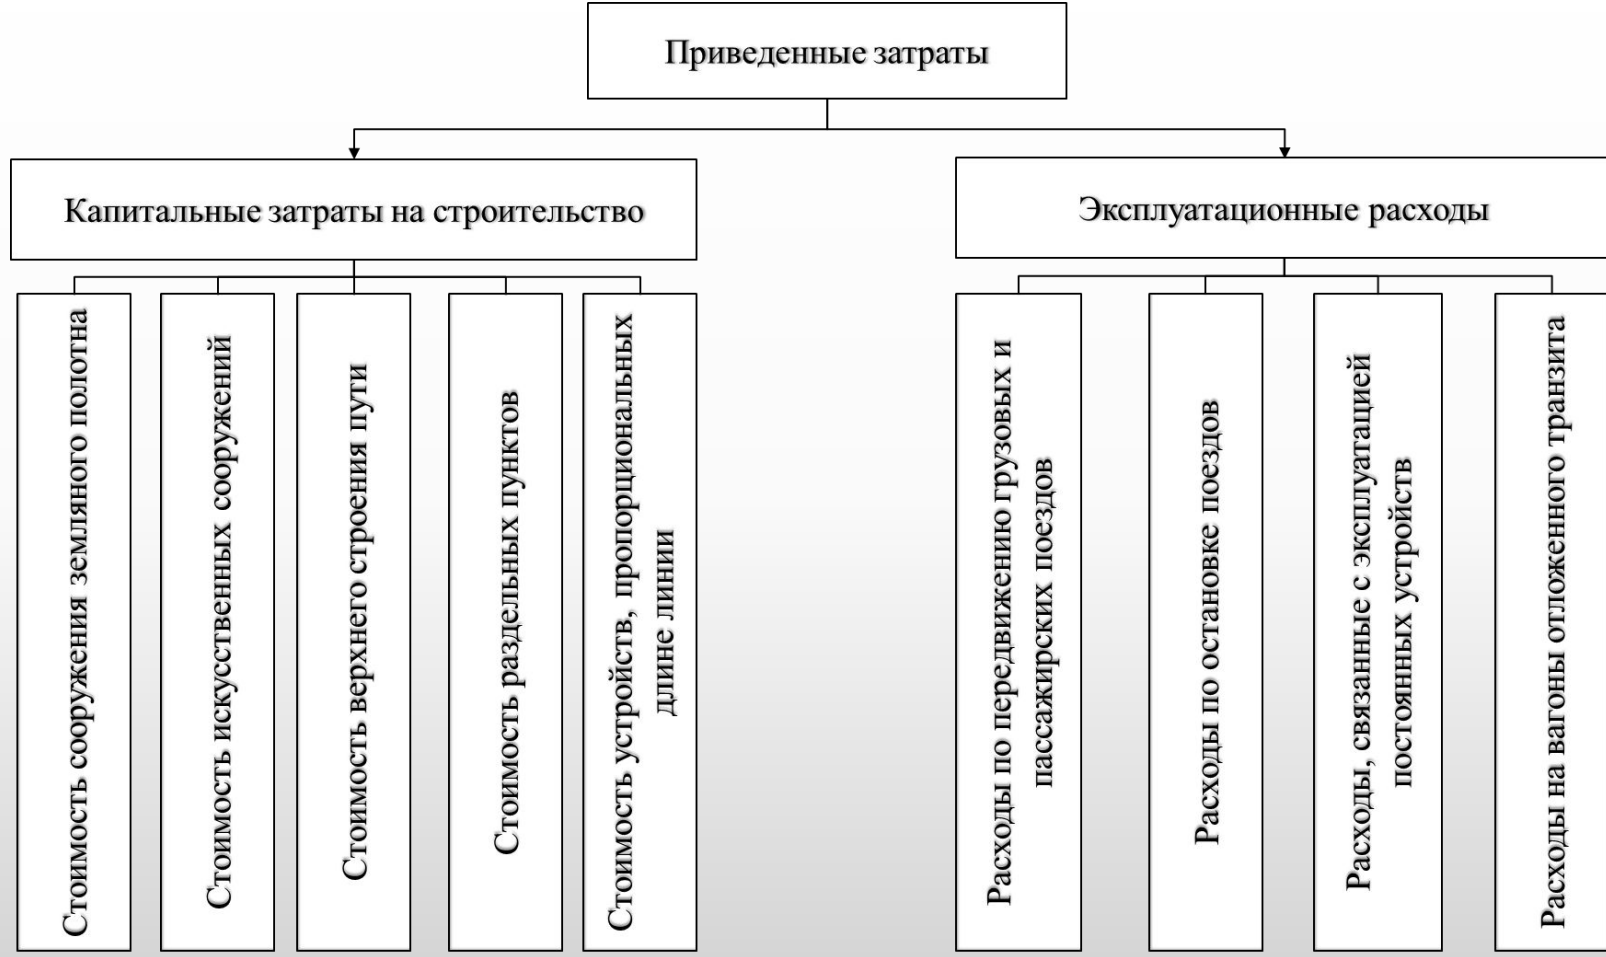 Приведенные затраты
Капитальные затраты на строительство
Эксплуатационные расходы
Стоимость сооружения земляного полотна
Стоимость искусственных сооружений
Стоимость верхнего строения пути
Стоимость раздельных пунктов
Стоимость устройств, пропорциональных
длине линии
Расходы по передвижению грузовых и
пассажирских поездов
Расходы по остановке поездов
Расходы, связанные с эксплуатацией
постоянных устройств
Расходы на вагоны отложенного транзита